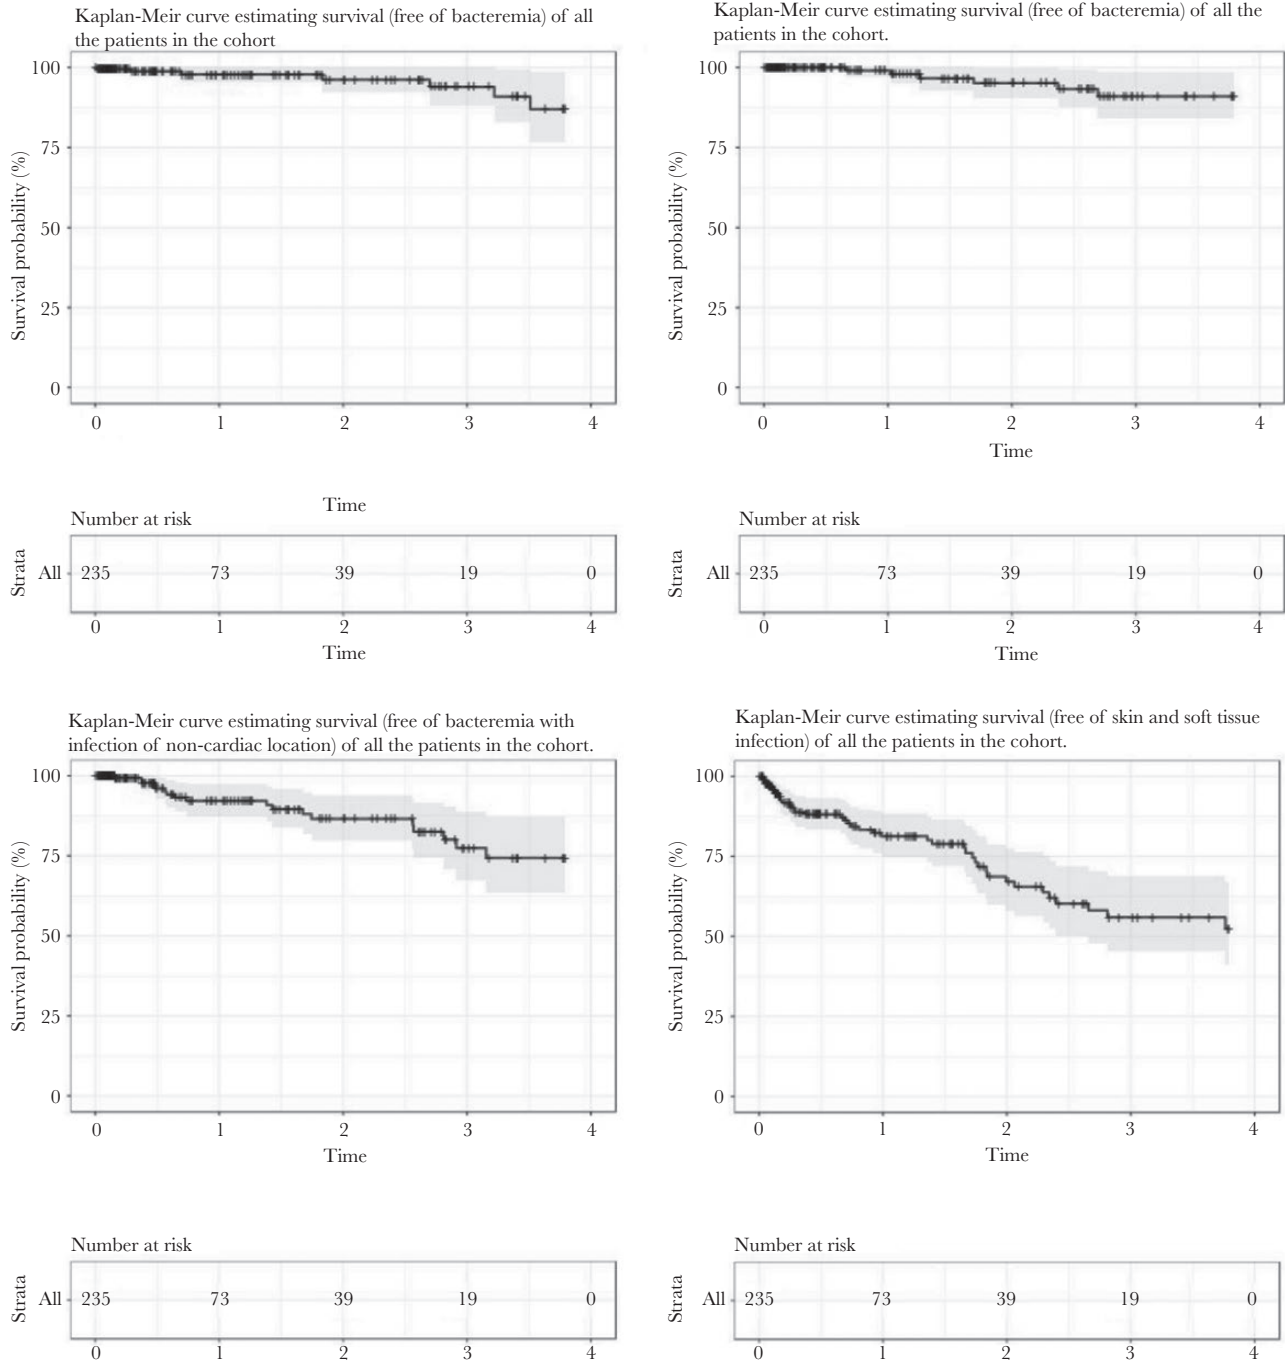 Kaplan-Meir curve estimating survival (free of bacteremia) of all
the patients in the cohort
100
75
50
25
0
Survival probability (%)
0 1 2 3 4
Time
Number at risk
Strata
All 235 73 39 19 0
0 1 2 3 4
Time
Kaplan-Meir curve estimating survival (free of bacteremia) of all the
patients in the cohort.
100
75
50
25
0
Survival probability (%)
0 1 2 3 4
Time
Number at risk
Strata
All 235 73 39 19 0
0 1 2 3 4
Time
Kaplan-Meir curve estimating survival (free of bacteremia with
infection of non-cardiac location) of all the patients in the cohort.
100
75
50
25
0
Survival probability (%)
0 1 2 3 4
Time
Number at risk
Strata
All 235 73 39 19 0
0 1 2 3 4
Kaplan-Meir curve estimating survival (free of skin and soft tissue
infection) of all the patients in the cohort.
100
75
50
25
0
Survival probability (%)
0 1 2 3 4
Time
Number at risk
Strata
All 235 73 39 19 0
0 1 2 3 4